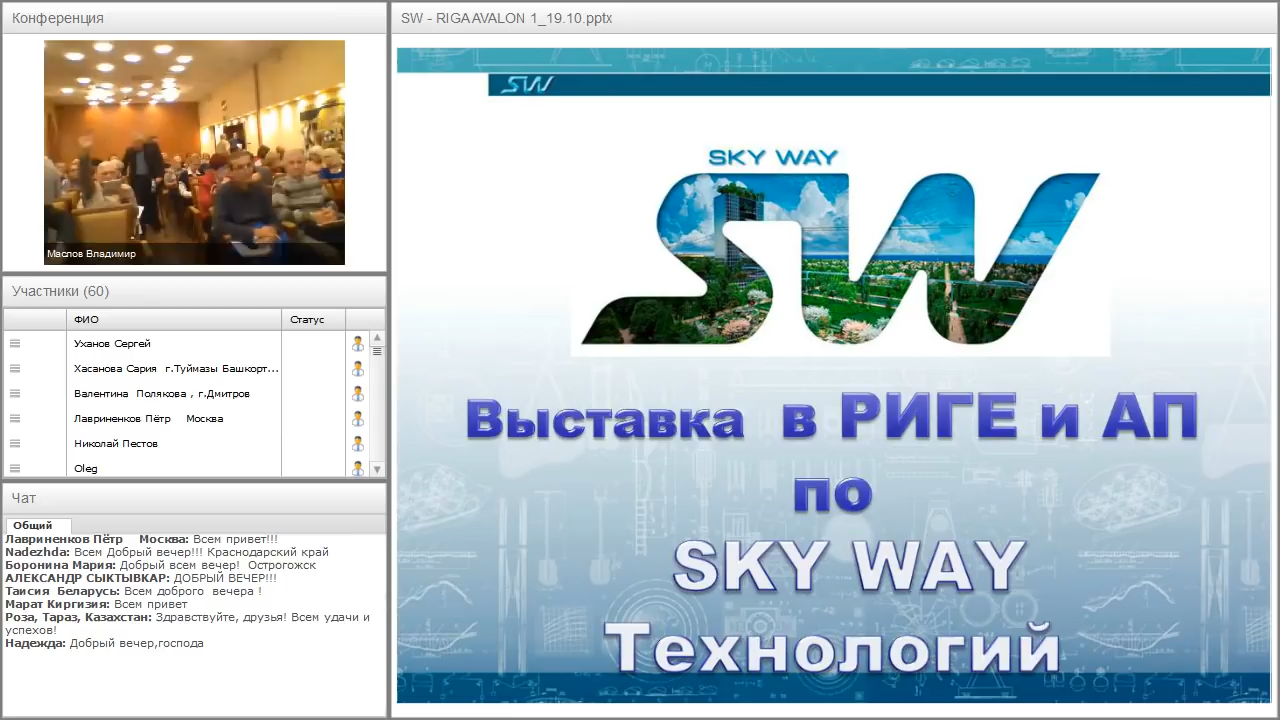 Конференция
Маслов Владимир
Участники (60)
ФИО
Статус
Уханов Сергей
Хасанова Сария г.Туймазы Башкорт...
Валентина Полякова , г.Дмитров
Лавриненков Пётр Москва
Николай Пестов
Oleg
Чат
Общий
Лавриненков Пётр Москва: Всем привет!!!
Nadezhda: Всем Добрый вечер!!! Краснодарский край
Боронина Мария: Добрый всем вечер! Острогожск
АЛЕКСАНДР СЫКТЫВКАР: ДОБРЫЙ ВЕЧЕР!!!
Таисия Беларусь: Всем доброго вечера !
Марат Киргизия: Всем привет
Роза, Тараз, Казахстан: Здравствуйте, друзья! Всем удачи и
успехов!
Надежда: Добрый вечер,господа
SW - RIGAAVALON 1_19.10.pptx
SW
SKY WAY
SW
Выставка в РИГЕ и АП
по
SKY WAY
Технологий